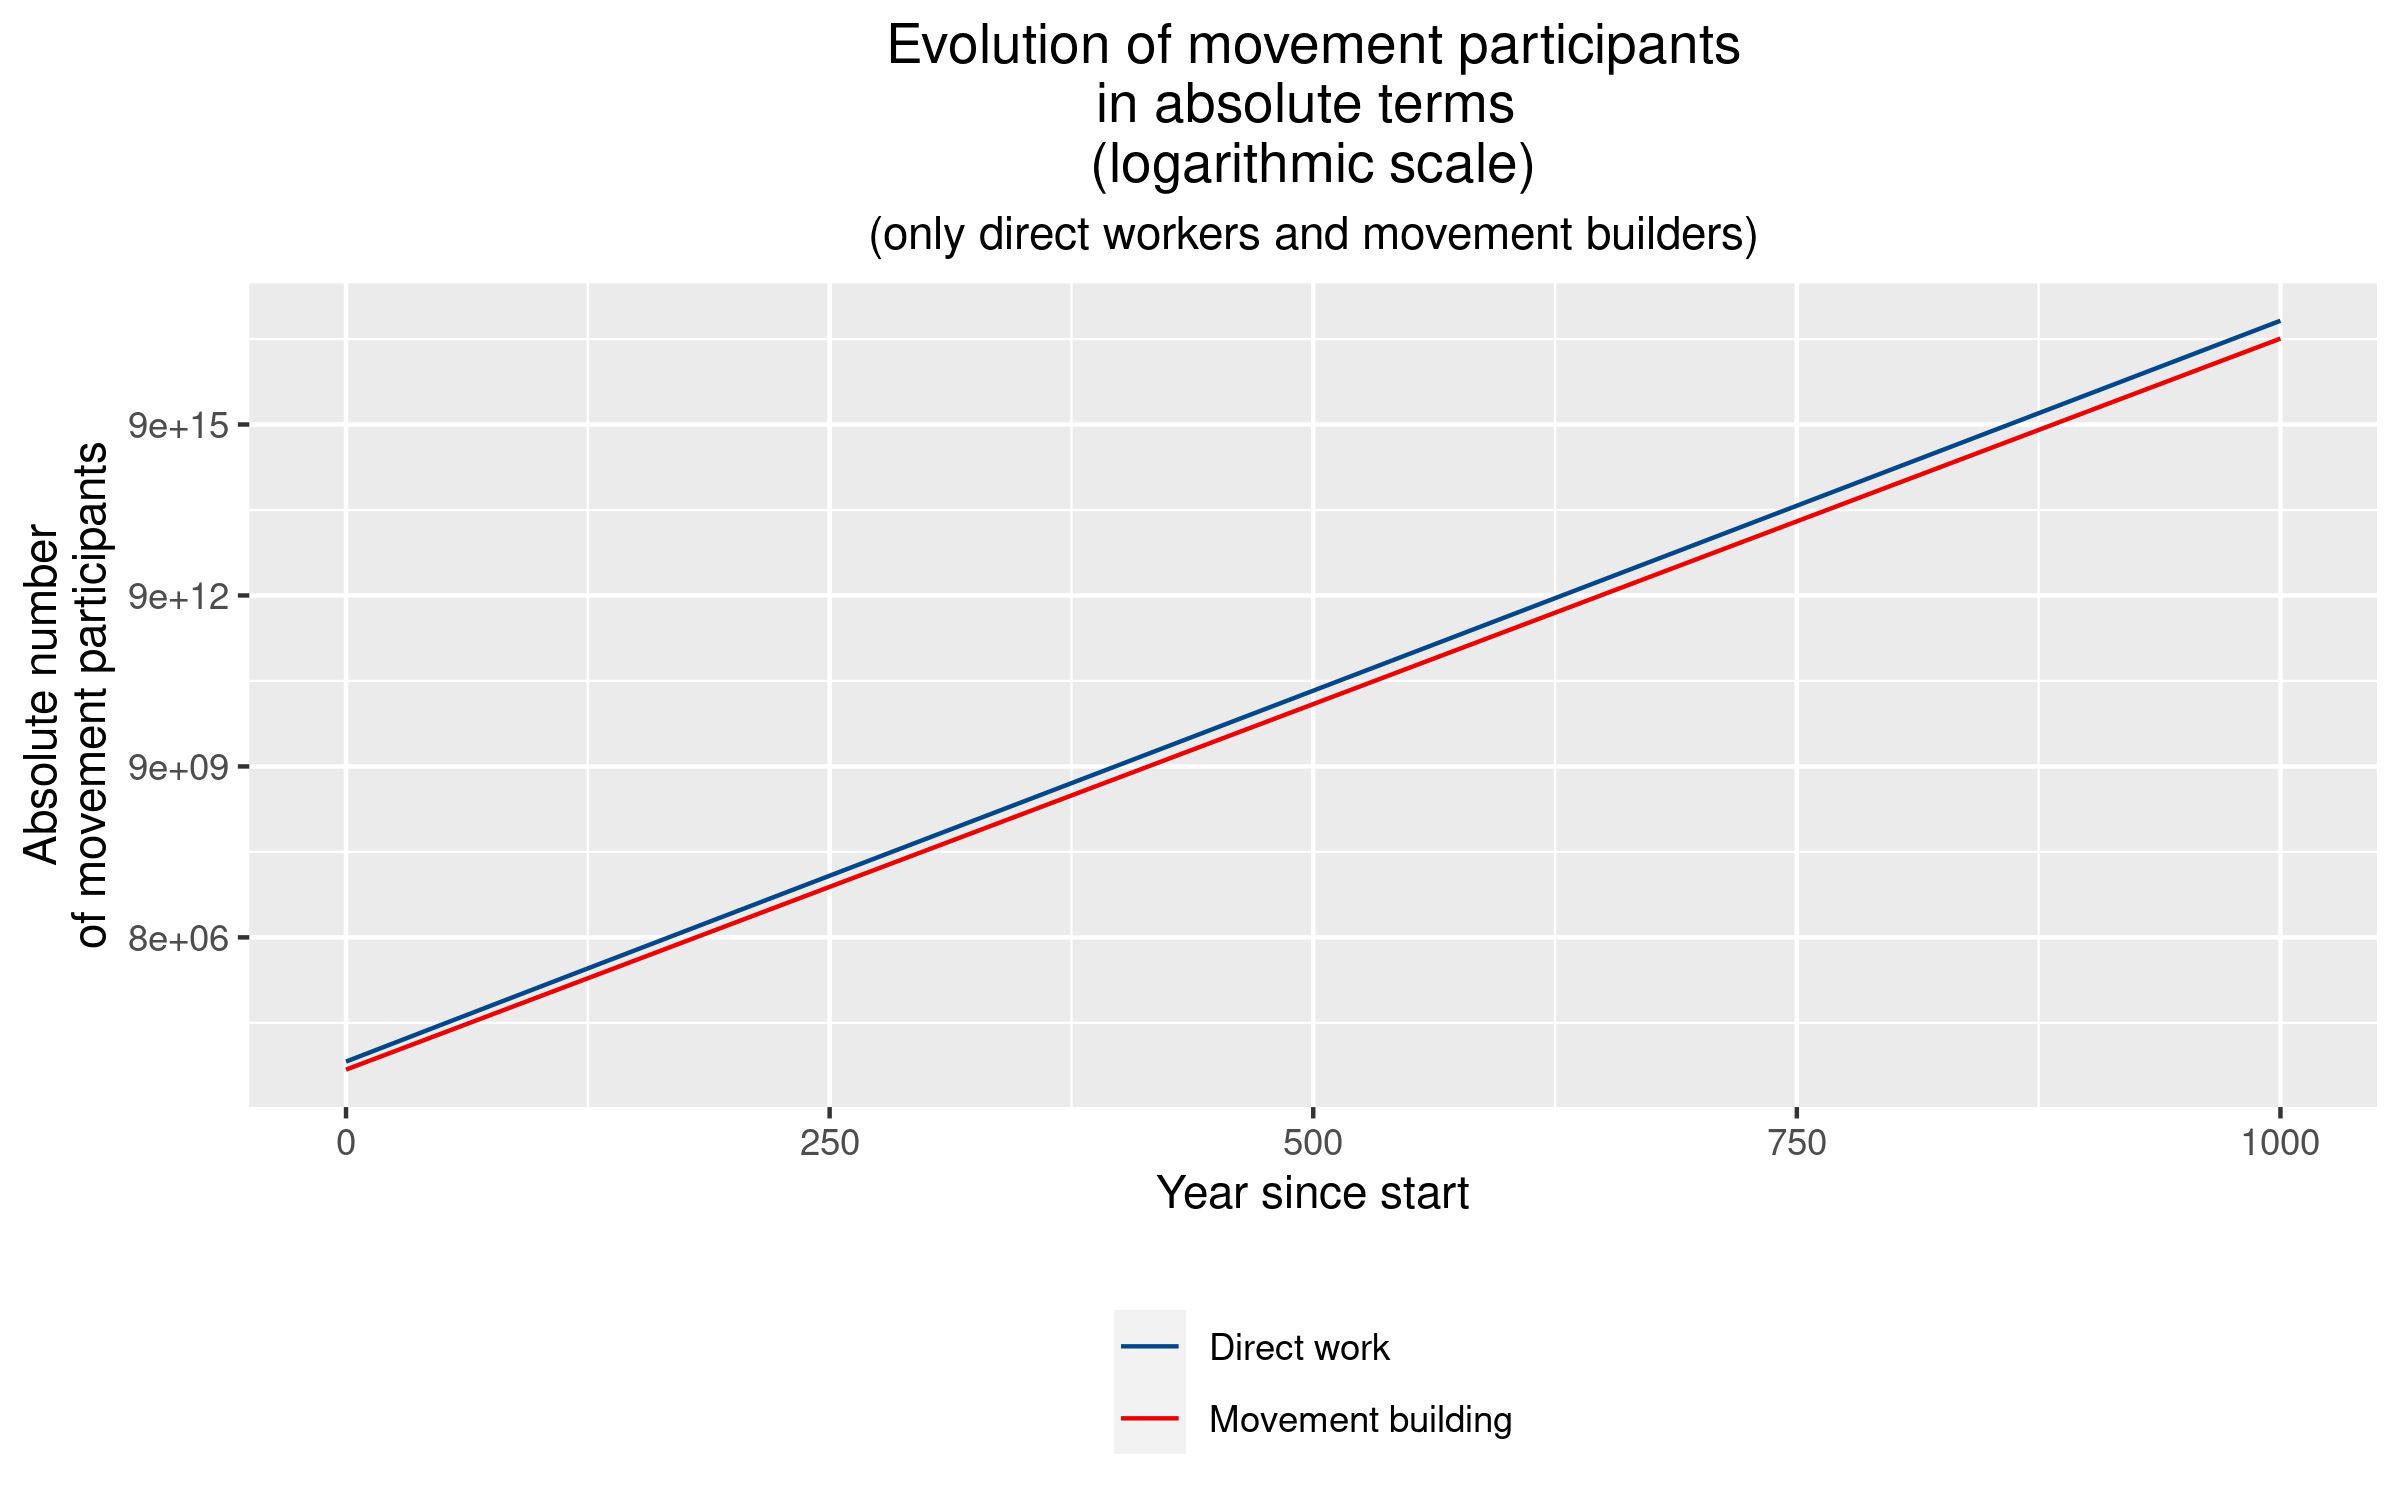 Evolution of movement participants
in absolute terms
(logarithmic scale)
(only direct workers and movement builders)
Absolute number
of movement participants
9e+15
9e+12
9e+09
8e+06
0 250 500 750 1000
Year since start
Direct work
Movement building